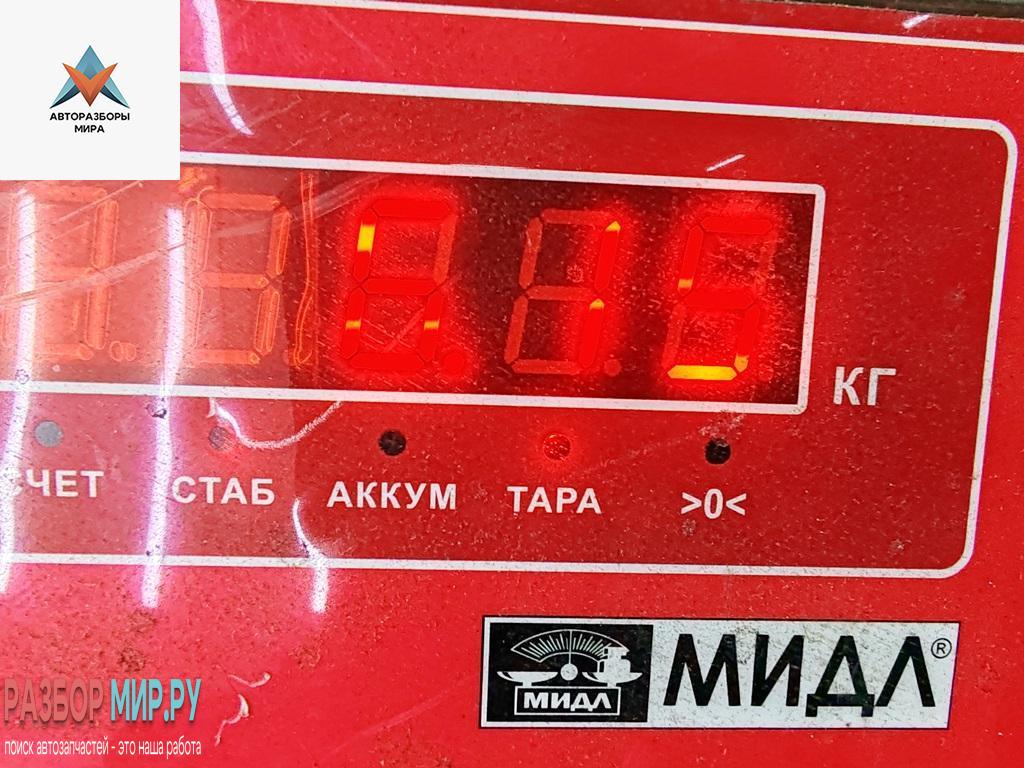 АВТОРАЗБОРЫ
МИРА
0.15
КГ
СЧЕТ СТАБ АККУМ ТАРА >0<
МИДЛ МИДЛ®
РАЗБОР МИР.РУ
поиск автозапчастей - это наша работа